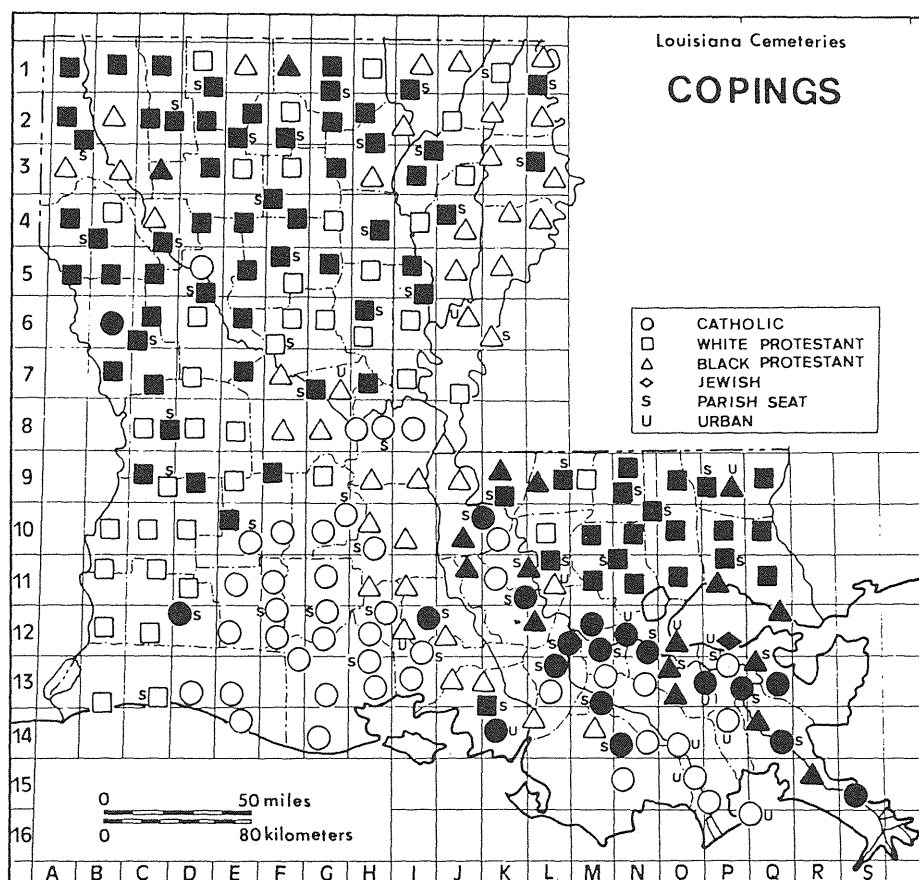 Louisiana Cemeteries
COPINGS
CATHOLIC
WHITE PROTESTANT
BLACK PROTESTANT
JEWISH
S PARISH SEAT
U URBAN
1
2
3
4
5
6
7
8
9
10
11
12
13
14
15
16
0 50 miles
0 80 kilometers
A B C D E F G H I J K L M N O P Q R S